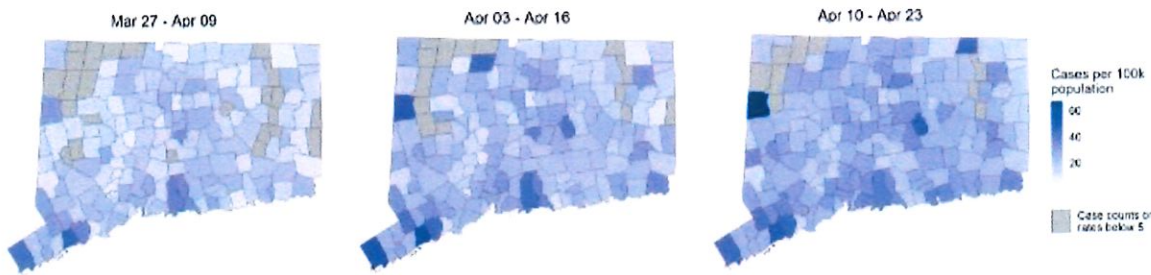 Mar 27 - Apr 09
Apr 03 - Apr 16
Apr 10 - Apr 23
Cases per 100k
population
60
40
20
Case counts or
rates below 5